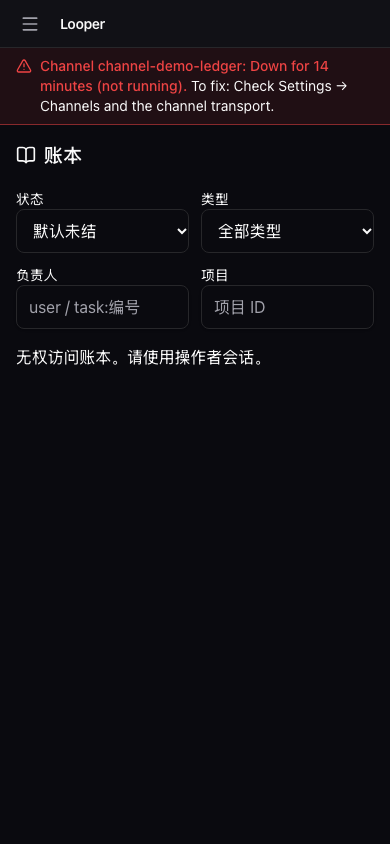 Looper
Channel channel-demo-ledger: Down for 14
minutes (not running). To fix: Check Settings →
Channels and the channel transport.
账本
状态
类型
默认未结
全部类型
负责人
项目
user / task:编号
项目 ID
无权访问账本。请使用操作者会话。